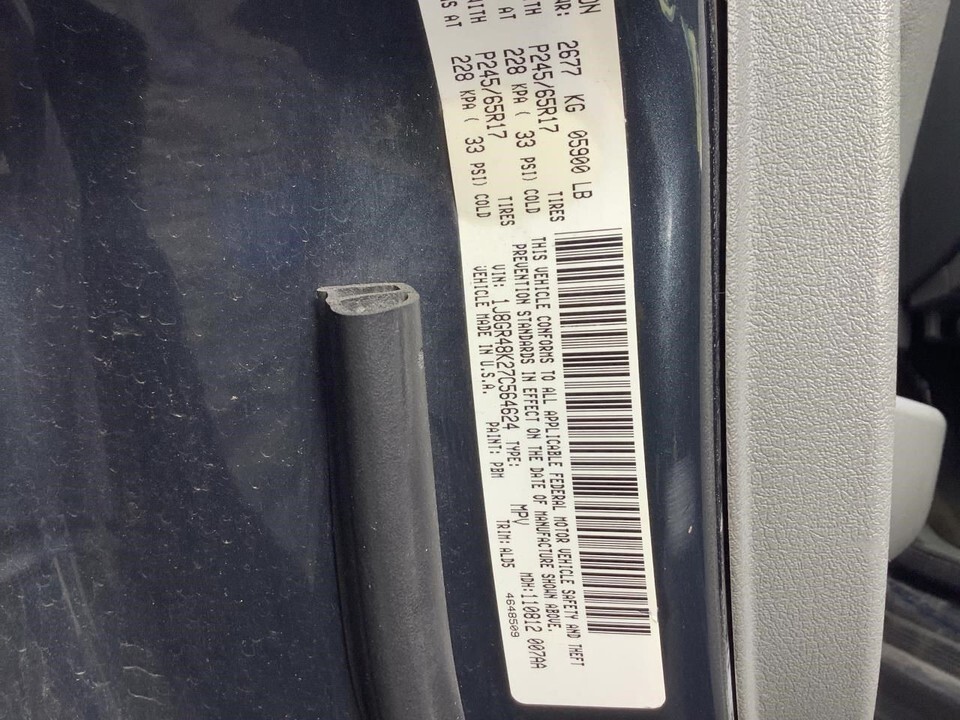 2677 KG 05900 LB
P245/65R17 TIRES
228 KPA ( 33 PSI) COLD
P245/65R17 TIRES
228 KPA ( 33 PSI) COLD
THIS VEHICLE CONFORMS TO ALL APPLICABLE FEDERAL MOTOR VEHICLE SAFETY AND THEFT
PREVENTION STANDARDS IN EFFECT ON THE DATE OF MANUFACTURE SHOWN ABOVE.
VIN: 1J8GR48K27C564624 TYPE: MPV MDH:110812 007AA
VEHICLE MADE IN U.S.A. PAINT: PBM TRIM:ALD5
4648509